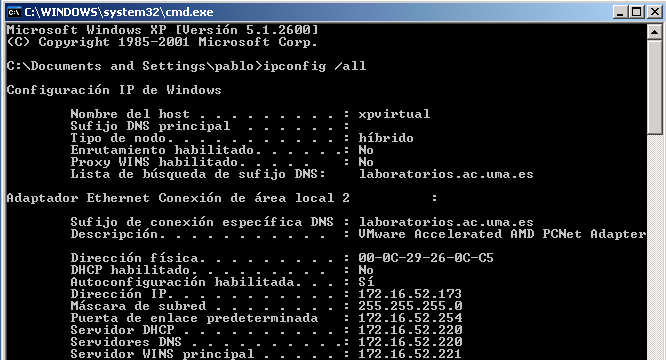 C:\WINDOWS\system32\cmd.exe
Microsoft Windows XP [Versión 5.1.2600]
(C) Copyright 1985-2001 Microsoft Corp.
C:\Documents and Settings\pablo>ipconfig /all
Configuración IP de Windows
Nombre del host . . . . . . . . . : xpvirtual
Sufijo DNS principal . . . . . . :
Tipo de nodo. . . . . . . . . . . : híbrido
Enrutamiento habilitado. . . . . .: No
Proxy WINS habilitado. . . . . : No
Lista de búsqueda de sufijo DNS: laboratorios.ac.uma.es
Adaptador Ethernet Conexión de área local 2 :
Sufijo de conexión específica DNS : laboratorios.ac.uma.es
Descripción. . . . . . . . . . . : VMware Accelerated AMD PCNet Adapter
Dirección física. . . . . . . . . : 00-0C-29-26-0C-C5
DHCP habilitado. . . . . . . . . : No
Autoconfiguración habilitada. . . : Sí
Dirección IP. . . . . . . . . . . : 172.16.52.173
Máscara de subred . . . . . . . . : 255.255.255.0
Puerta de enlace predeterminada : 172.16.52.254
Servidor DHCP . . . . . . . . . . : 172.16.52.220
Servidores DNS . . . . . . . . . .: 172.16.52.220
Servidor WINS principal . . . . . : 172.16.52.221